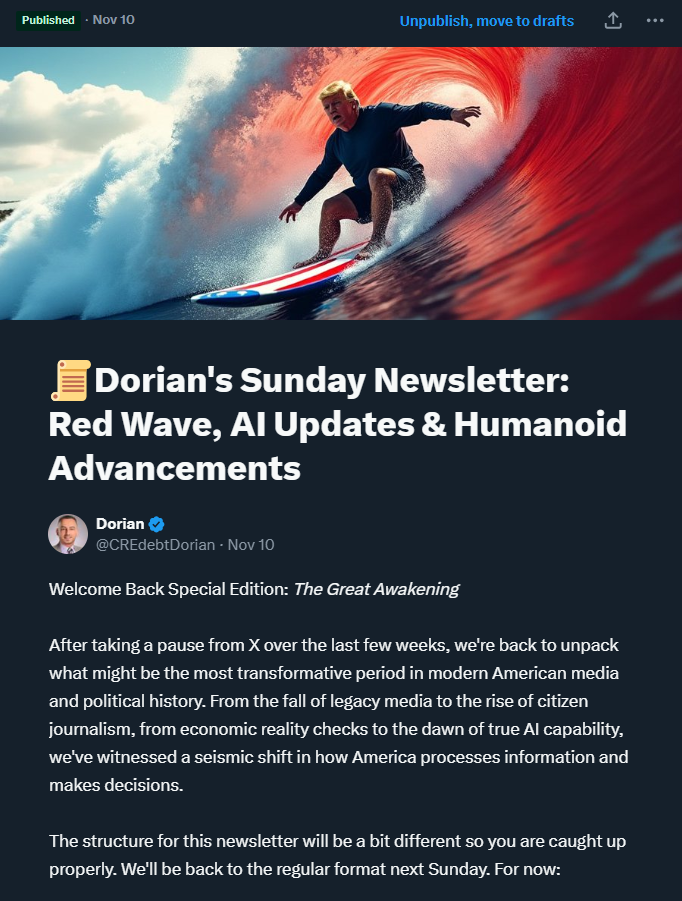 Published · Nov 10
Unpublish, move to drafts
📜Dorian's Sunday Newsletter:
Red Wave, AI Updates & Humanoid
Advancements
Dorian
@CREdebtDorian · Nov 10
Welcome Back Special Edition: The Great Awakening
After taking a pause from X over the last few weeks, we're back to unpack
what might be the most transformative period in modern American media
and political history. From the fall of legacy media to the rise of citizen
journalism, from economic reality checks to the dawn of true AI capability,
we've witnessed a seismic shift in how America processes information and
makes decisions.
The structure for this newsletter will be a bit different so you are caught up
properly. We'll be back to the regular format next Sunday. For now: